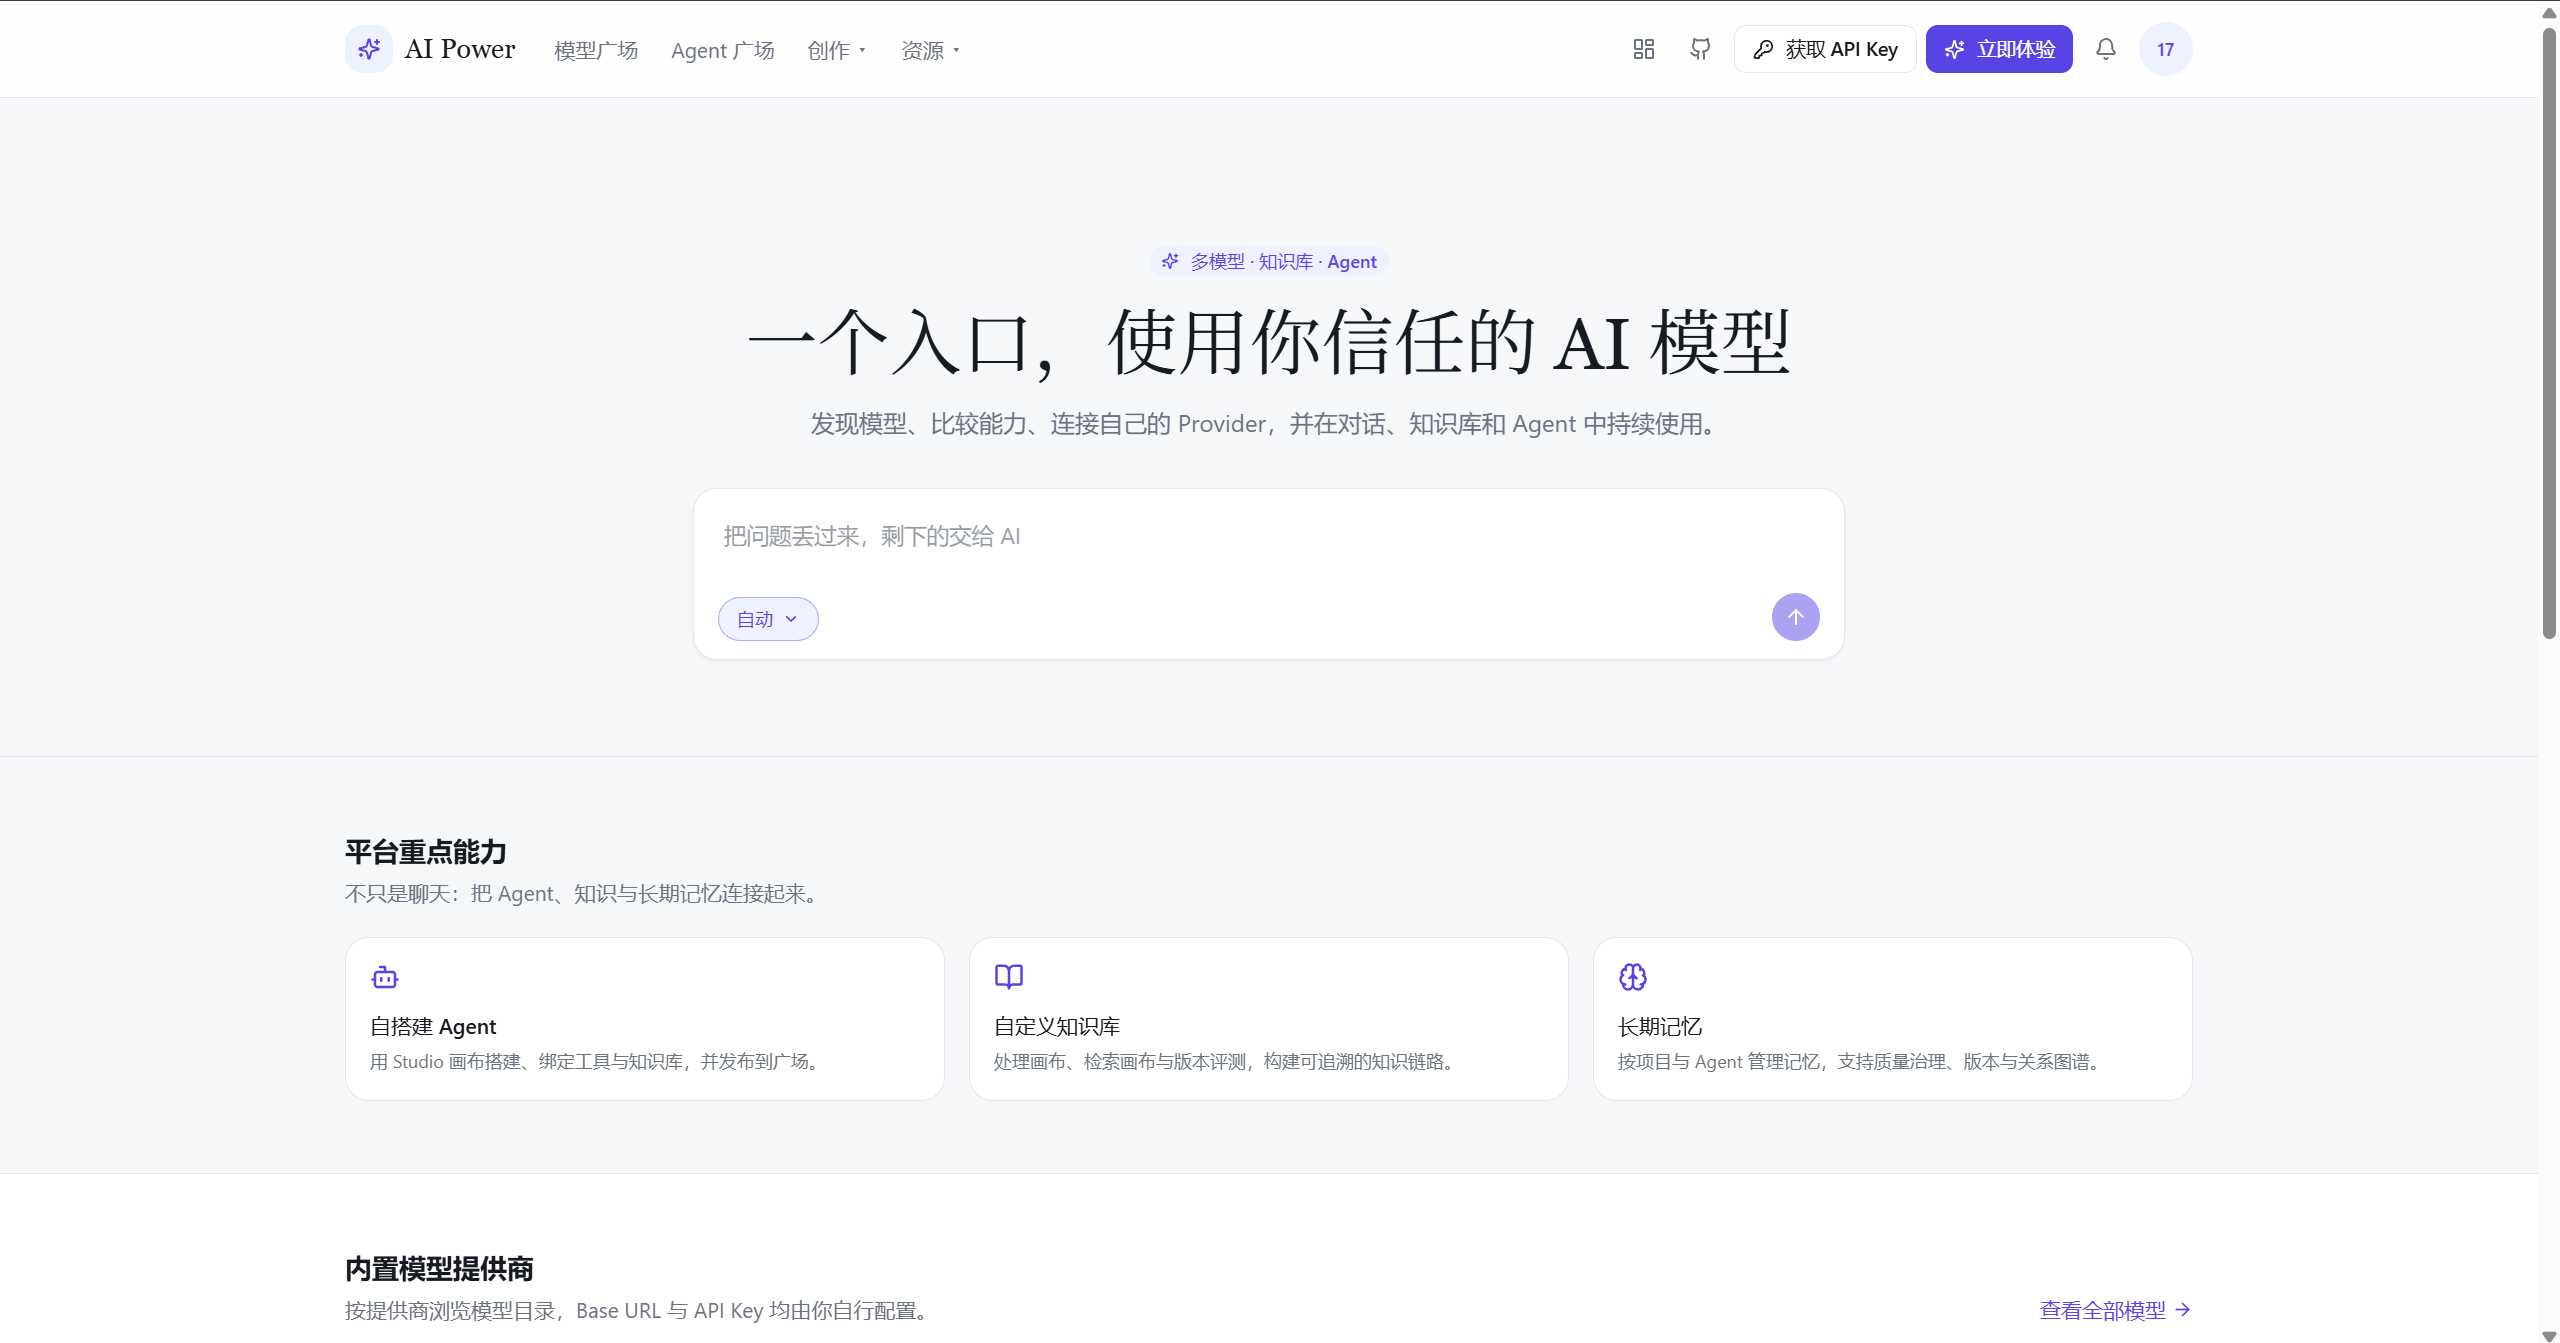 AI Power
模型广场
Agent 广场
创作
资源
获取 API Key
立即体验
17
多模型 · 知识库 · Agent
一个入口，使用你信任的 AI 模型
发现模型、比较能力、连接自己的 Provider，并在对话、知识库和 Agent 中持续使用。
把问题丢过来，剩下的交给 AI
自动
平台重点能力
不只是聊天：把 Agent、知识与长期记忆连接起来。
自搭建 Agent
用 Studio 画布搭建、绑定工具与知识库，并发布到广场。
自定义知识库
处理画布、检索画布与版本评测，构建可追溯的知识链路。
长期记忆
按项目与 Agent 管理记忆，支持质量治理、版本与关系图谱。
内置模型提供商
按提供商浏览模型目录，Base URL 与 API Key 均由你自行配置。
查看全部模型